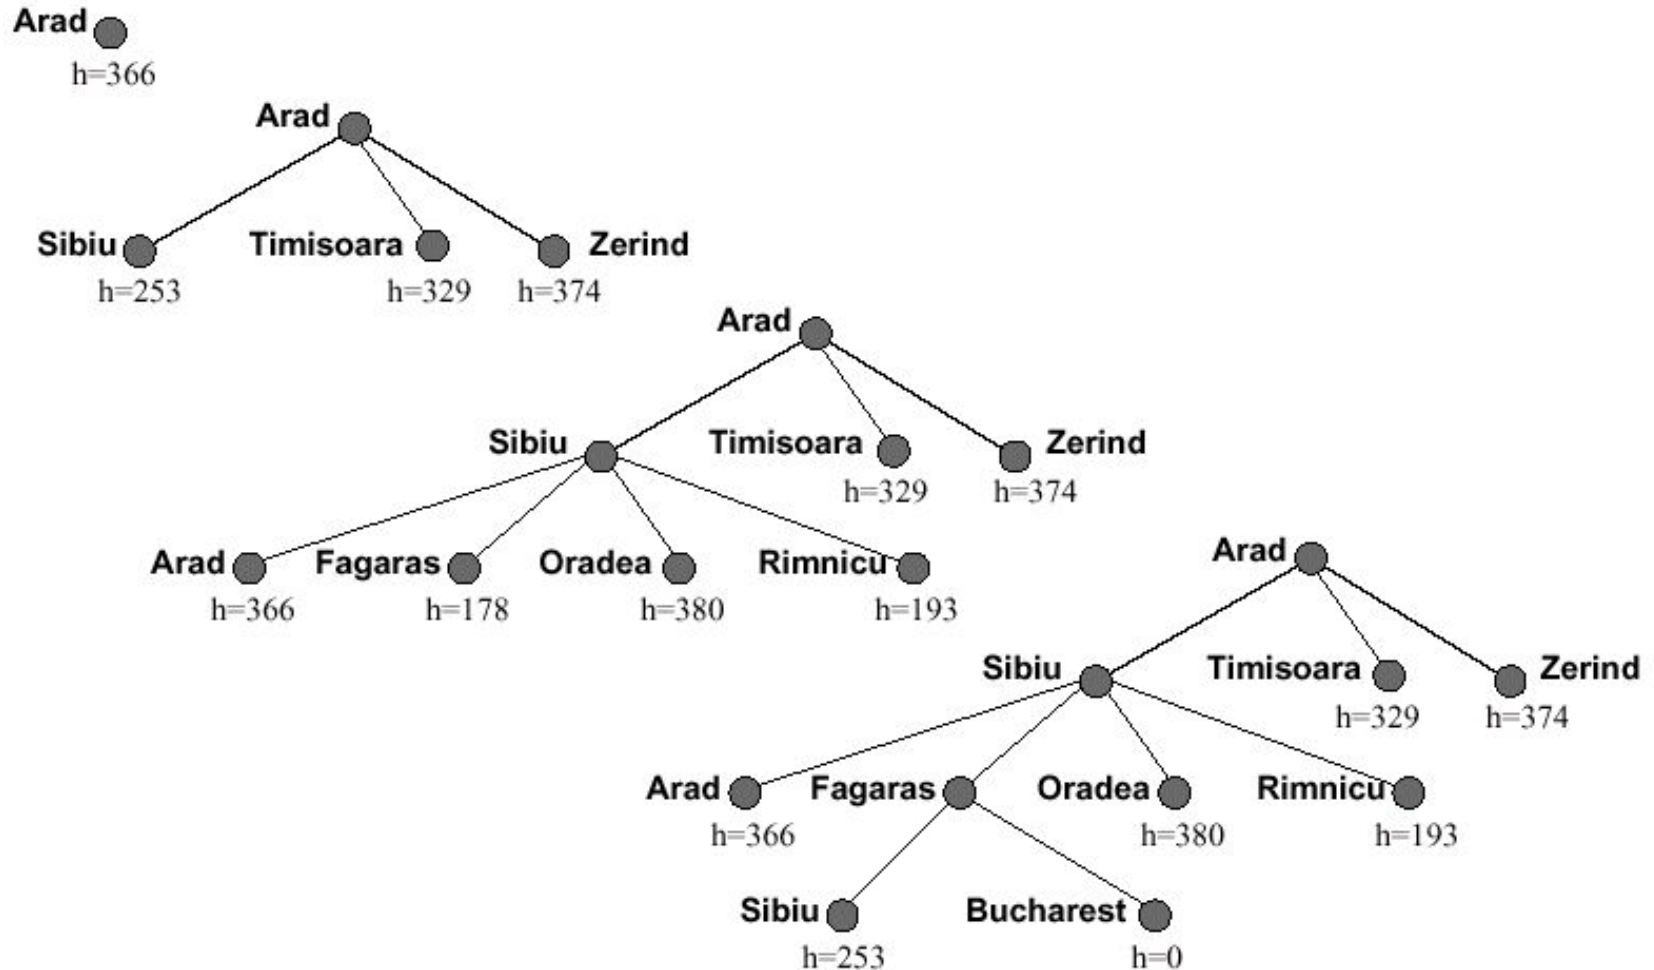 Arad
h=366
Arad
Sibiu Timisoara Zerind
h=253 h=329 h=374
Arad
Sibiu Timisoara Zerind
h=329 h=374
Arad Fagaras Oradea Rimnicu
h=366 h=178 h=380 h=193
Arad
Sibiu Timisoara Zerind
h=329 h=374
Arad Fagaras Oradea Rimnicu
h=366 h=380 h=193
Sibiu Bucharest
h=253 h=0